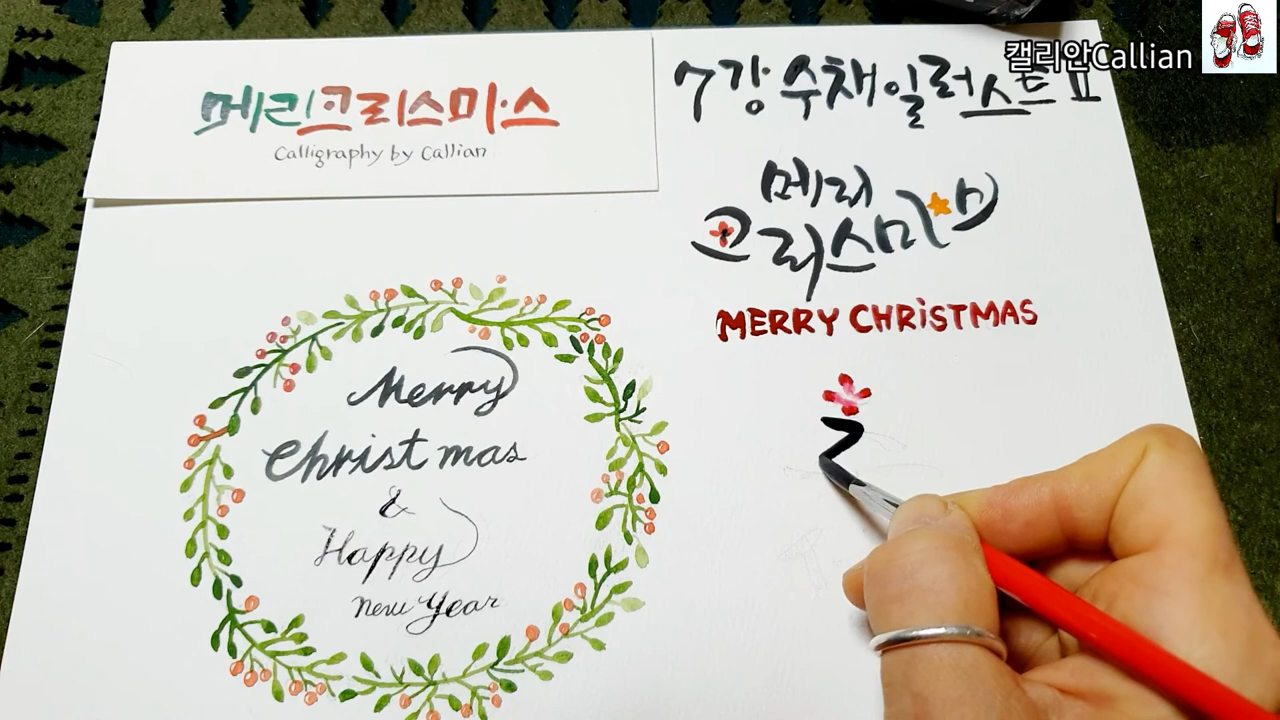 캘리안Callian
메리크리스마스
Calligraphy by Callian
7강 수채일러스트 II
메리
크리스마스
MERRY CHRiSTMAS
Merry
Christmas
&
Happy
new Year